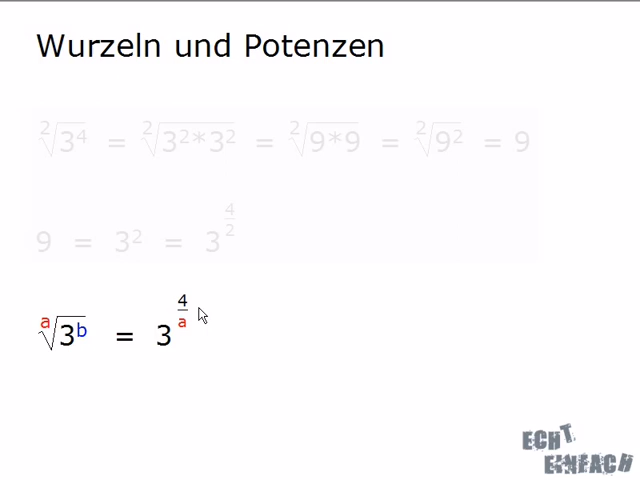 Wurzeln und Potenzen
²√3⁴ = ²√3²*3² = ²√9*9 = ²√9² = 9
9 = 3² = 3^(4/2)
ᵃ√3ᵇ = 3^(4/a)
ECHT
EINFACH